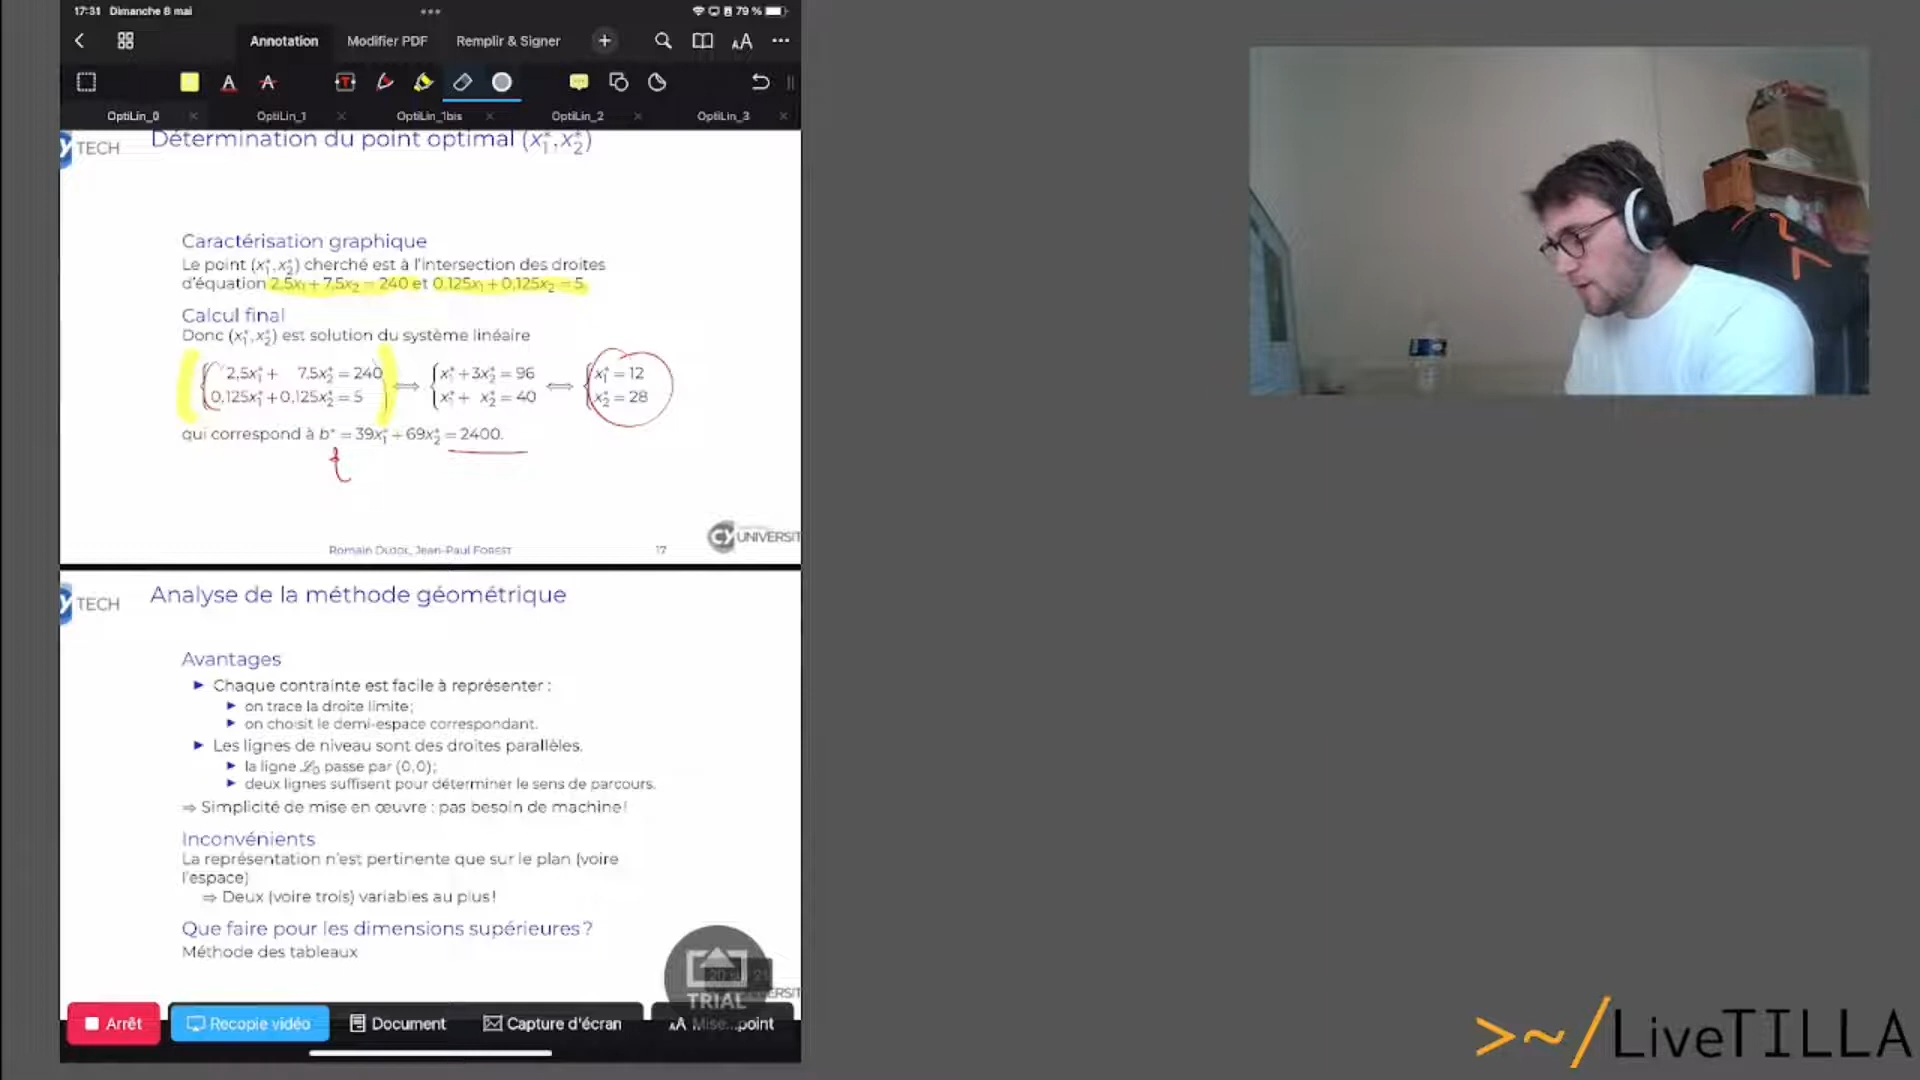 17:31 Dimanche 8 mai
79 %
Annotation Modifier PDF Remplir & Signer
OptiLin_0 OptiLin_1 OptiLin_1bis OptiLin_2 OptiLin_3
TECH
Détermination du point optimal (x₁*,x₂*)
Caractérisation graphique
Le point (x₁*,x₂*) cherché est à l'intersection des droites
d'équation 2,5x₁ + 7,5x₂ = 240 et 0,125x₁ + 0,125x₂ = 5.
Calcul final
Donc (x₁*,x₂*) est solution du système linéaire
2,5x₁* + 7,5x₂* = 240 ⟺ x₁* + 3x₂* = 96 ⟺ x₁* = 12
0,125x₁* + 0,125x₂* = 5 x₁* + x₂* = 40 x₂* = 28
qui correspond à b* = 39x₁* + 69x₂* = 2400.
CY UNIVERSIT
Romain Dujol, Jean-Paul Forest 17
TECH
Analyse de la méthode géométrique
Avantages
▶ Chaque contrainte est facile à représenter :
▶ on trace la droite limite;
▶ on choisit le demi-espace correspondant.
▶ Les lignes de niveau sont des droites parallèles.
▶ la ligne ℒ₀ passe par (0,0);
▶ deux lignes suffisent pour déterminer le sens de parcours.
⇒ Simplicité de mise en œuvre : pas besoin de machine!
Inconvénients
La représentation n'est pertinente que sur le plan (voire
l'espace)
⇒ Deux (voire trois) variables au plus!
Que faire pour les dimensions supérieures?
Méthode des tableaux
TRIAL
Arrêt Recopie vidéo Document Capture d'écran AA Mise...point
>~/LiveTILLA